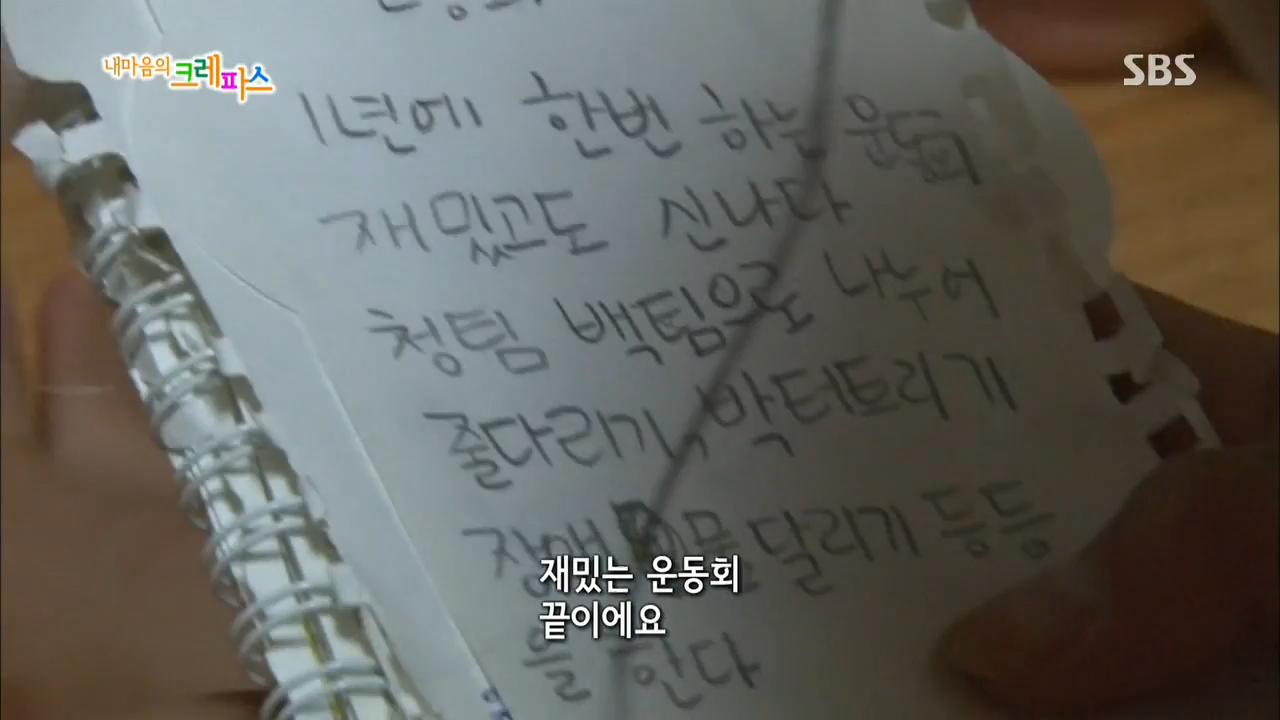 내마음의 크레파스
SBS
1년에 한번 하는
재밌고도 신나다
청팀 백팀으로 나누어
줄다리기, 박터트리기
달리기 등등
을 한다
재밌는 운동회
끝이에요